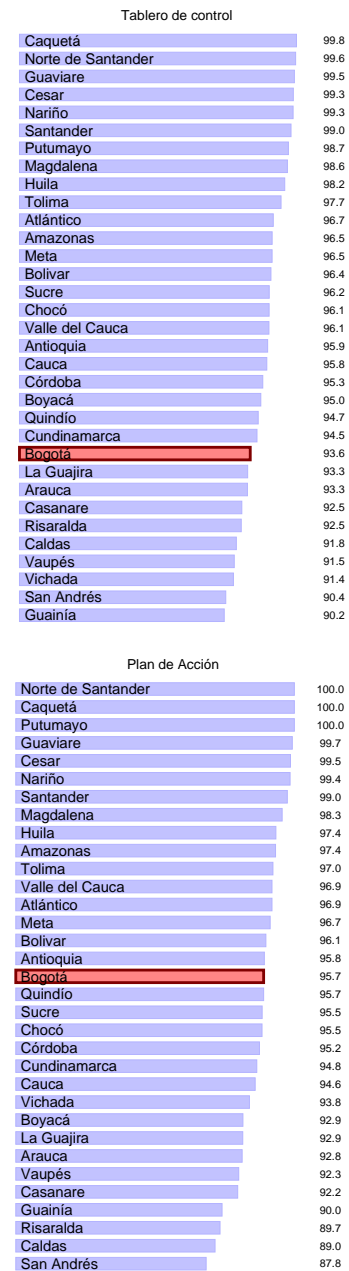 Tablero de control
Caquetá 99.8
Norte de Santander 99.6
Guaviare 99.5
Cesar 99.3
Nariño 99.3
Santander 99.0
Putumayo 98.7
Magdalena 98.6
Huila 98.2
Tolima 97.7
Atlántico 96.7
Amazonas 96.5
Meta 96.5
Bolivar 96.4
Sucre 96.2
Chocó 96.1
Valle del Cauca 96.1
Antioquia 95.9
Cauca 95.8
Córdoba 95.3
Boyacá 95.0
Quindío 94.7
Cundinamarca 94.5
Bogotá 93.6
La Guajira 93.3
Arauca 93.3
Casanare 92.5
Risaralda 92.5
Caldas 91.8
Vaupés 91.5
Vichada 91.4
San Andrés 90.4
Guainía 90.2
Plan de Acción
Norte de Santander 100.0
Caquetá 100.0
Putumayo 100.0
Guaviare 99.7
Cesar 99.5
Nariño 99.4
Santander 99.0
Magdalena 98.3
Huila 97.4
Amazonas 97.4
Tolima 97.0
Valle del Cauca 96.9
Atlántico 96.9
Meta 96.7
Bolivar 96.1
Antioquia 95.8
Bogotá 95.7
Quindío 95.7
Sucre 95.5
Chocó 95.5
Córdoba 95.2
Cundinamarca 94.8
Cauca 94.6
Vichada 93.8
Boyacá 92.9
La Guajira 92.9
Arauca 92.8
Vaupés 92.3
Casanare 92.2
Guainía 90.0
Risaralda 89.7
Caldas 89.0
San Andrés 87.8